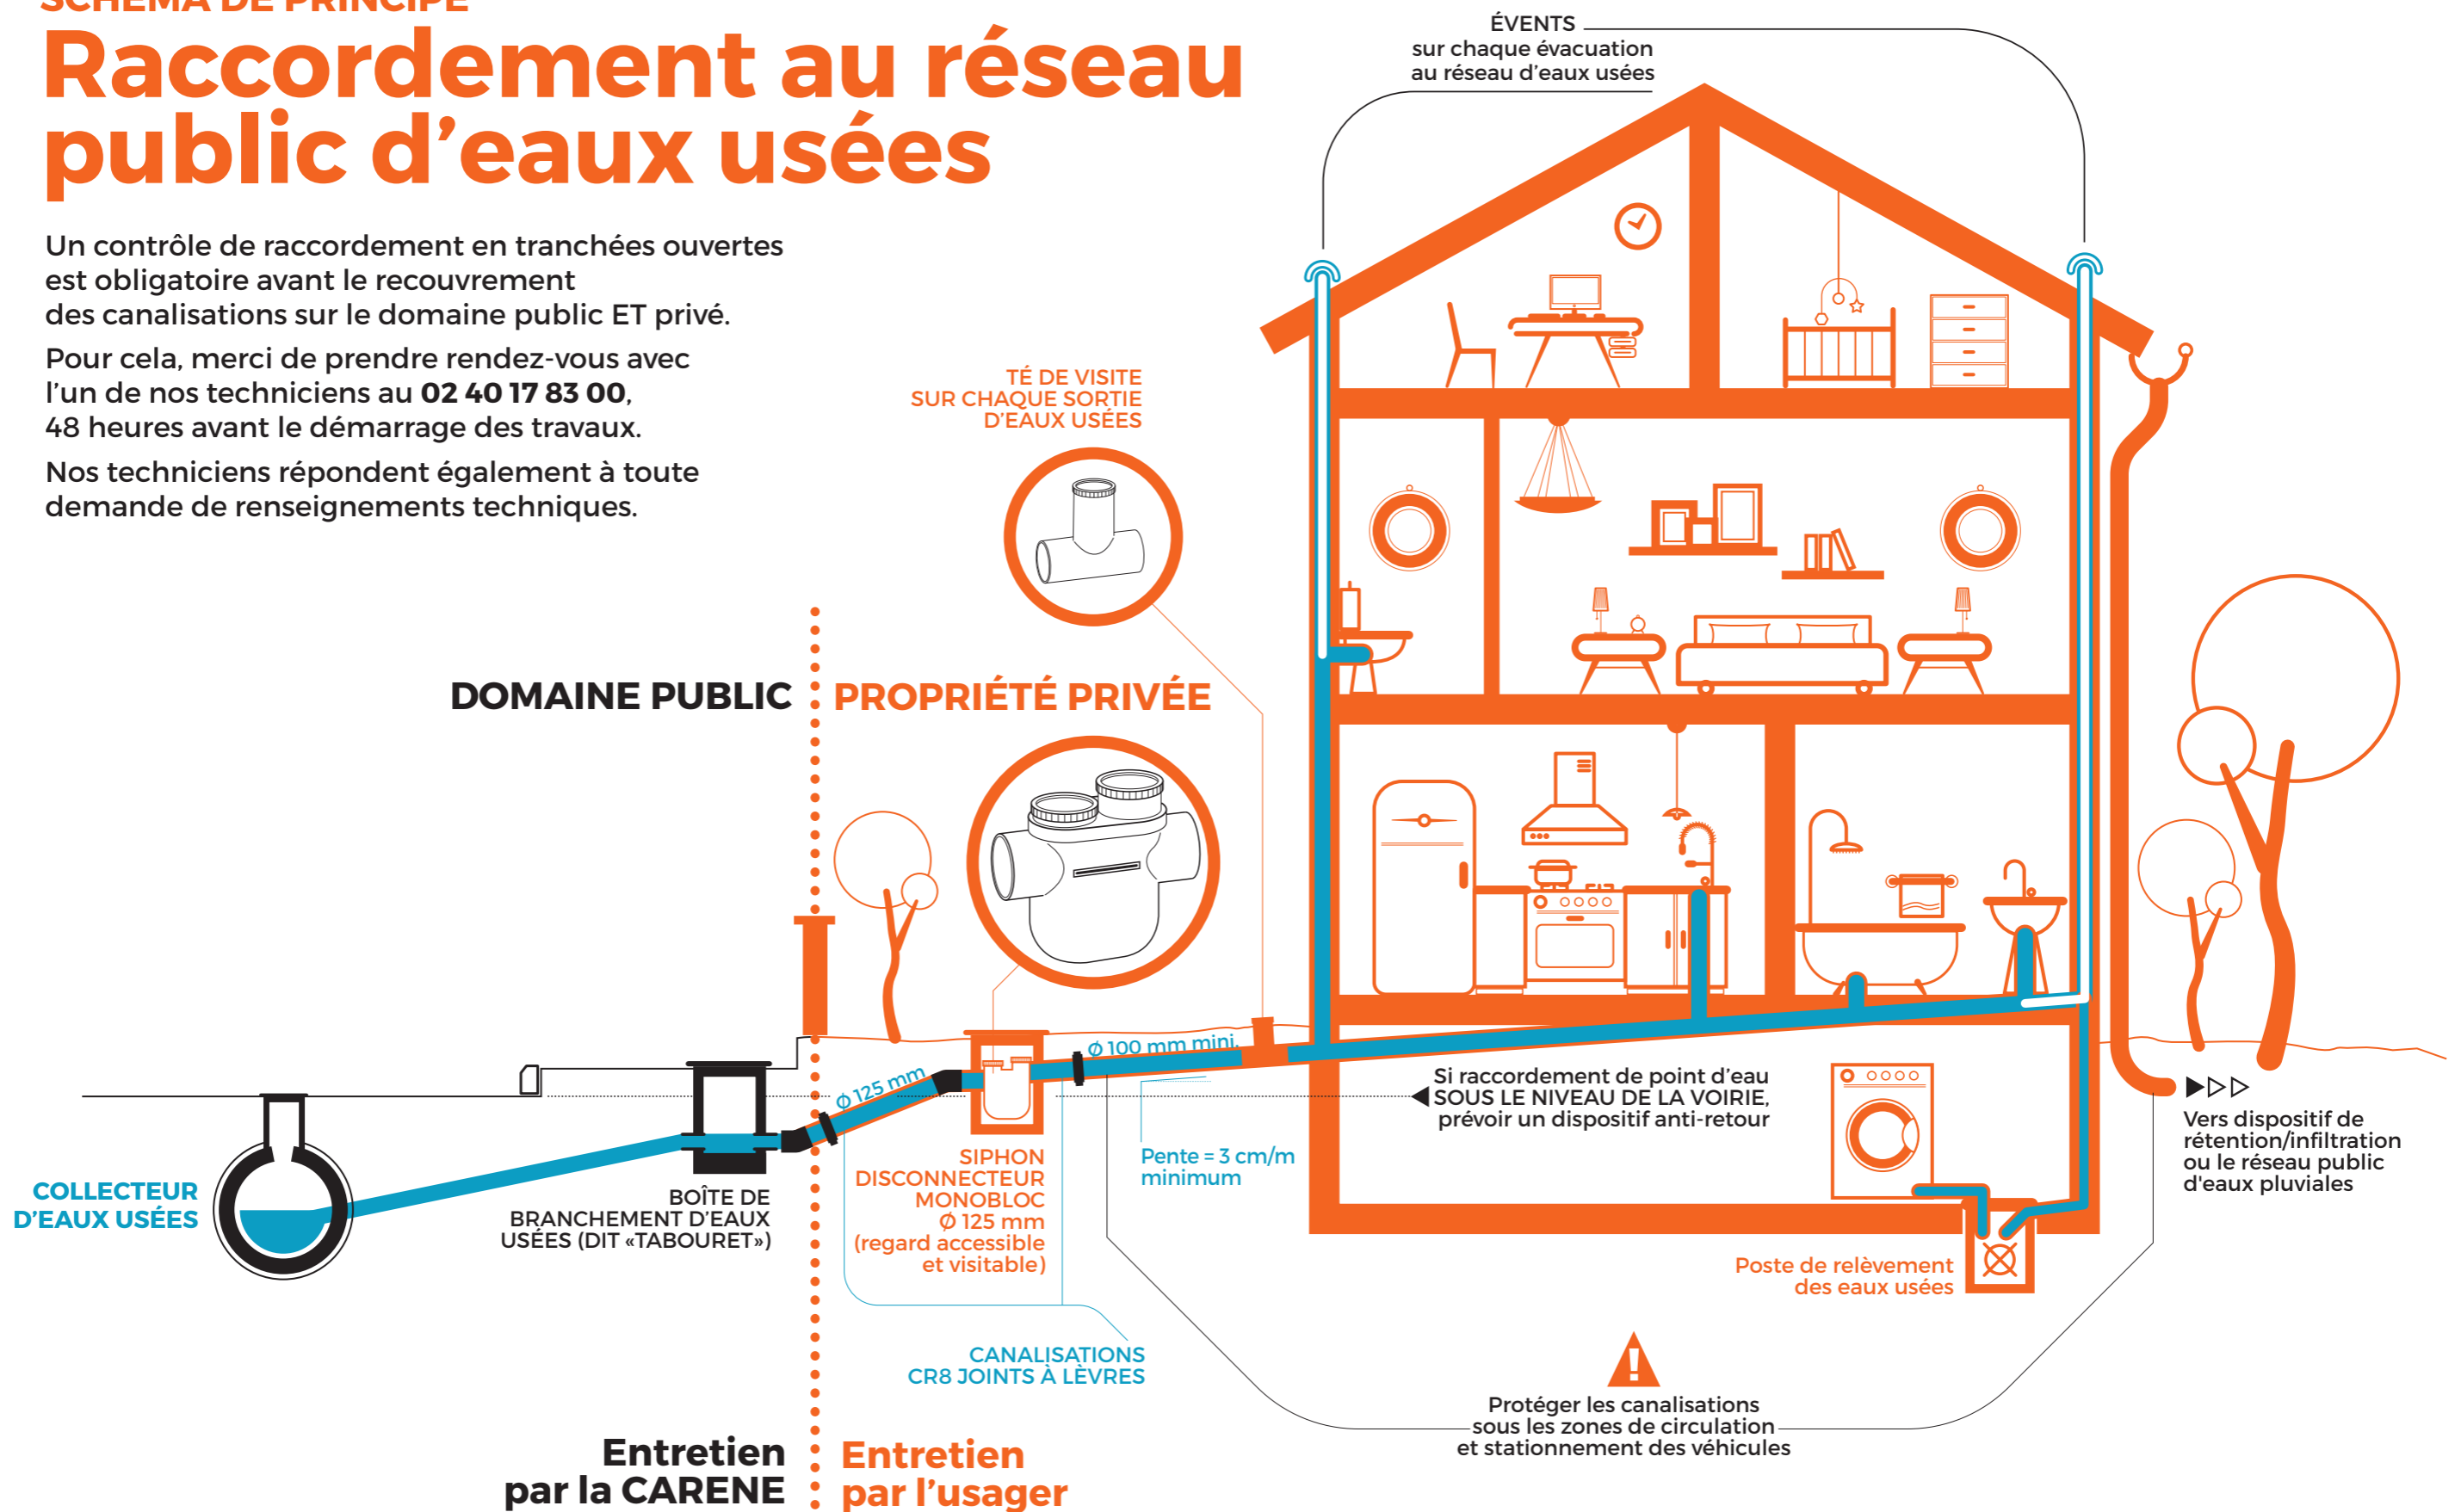 SCHÉMA DE PRINCIPE
Raccordement au réseau
public d'eaux usées
Un contrôle de raccordement en tranchées ouvertes
est obligatoire avant le recouvrement
des canalisations sur le domaine public ET privé.
Pour cela, merci de prendre rendez-vous avec
l'un de nos techniciens au 02 40 17 83 00,
48 heures avant le démarrage des travaux.
Nos techniciens répondent également à toute
demande de renseignements techniques.
ÉVENTS
sur chaque évacuation
au réseau d'eaux usées
TÉ DE VISITE
SUR CHAQUE SORTIE
D'EAUX USÉES
DOMAINE PUBLIC
PROPRIÉTÉ PRIVÉE
Ø 100 mm mini.
Ø 125 mm
Si raccordement de point d'eau
SOUS LE NIVEAU DE LA VOIRIE,
prévoir un dispositif anti-retour
Vers dispositif de
rétention/infiltration
ou le réseau public
d'eaux pluviales
Pente = 3 cm/m
minimum
SIPHON
DISCONNECTEUR
MONOBLOC
Ø 125 mm
(regard accessible
et visitable)
COLLECTEUR
D'EAUX USÉES
BOÎTE DE
BRANCHEMENT D'EAUX
USÉES (DIT «TABOURET»)
Poste de relèvement
des eaux usées
CANALISATIONS
CR8 JOINTS À LÈVRES
!
Protéger les canalisations
sous les zones de circulation
et stationnement des véhicules
Entretien
par la CARENE
Entretien
par l'usager